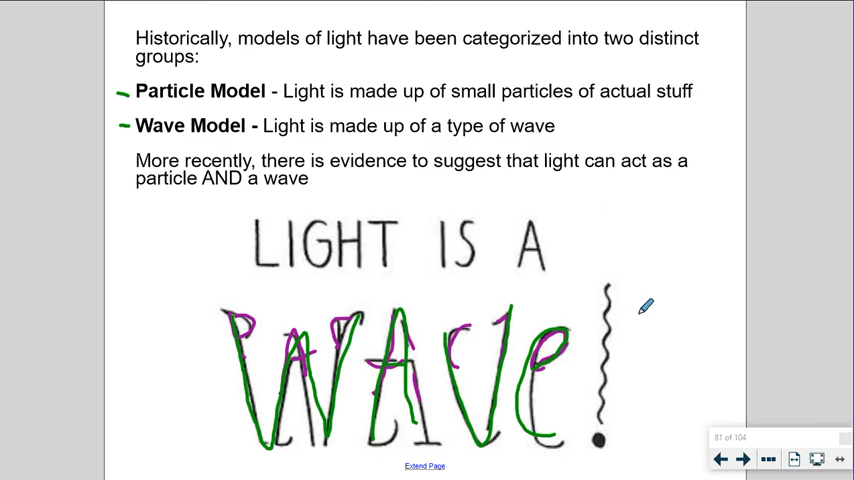 Historically, models of light have been categorized into two distinct
groups:
Particle Model - Light is made up of small particles of actual stuff
Wave Model - Light is made up of a type of wave
More recently, there is evidence to suggest that light can act as a
particle AND a wave
LIGHT IS A
WAVe!
81 of 104
Extend Page